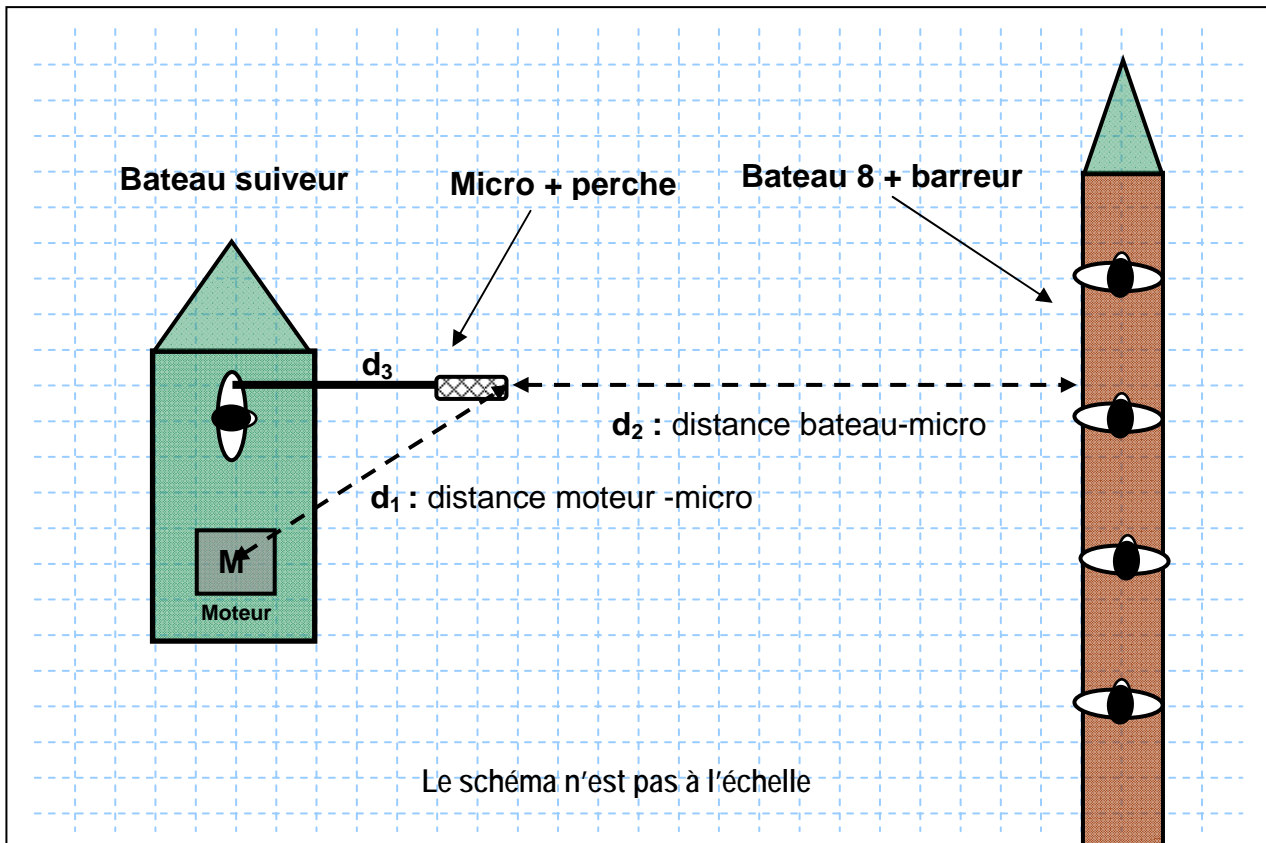 Bateau suiveur
Micro + perche
Bateau 8 + barreur
d₃
d₂ : distance bateau-micro
d₁ : distance moteur -micro
M
Moteur
Le schéma n'est pas à l'échelle